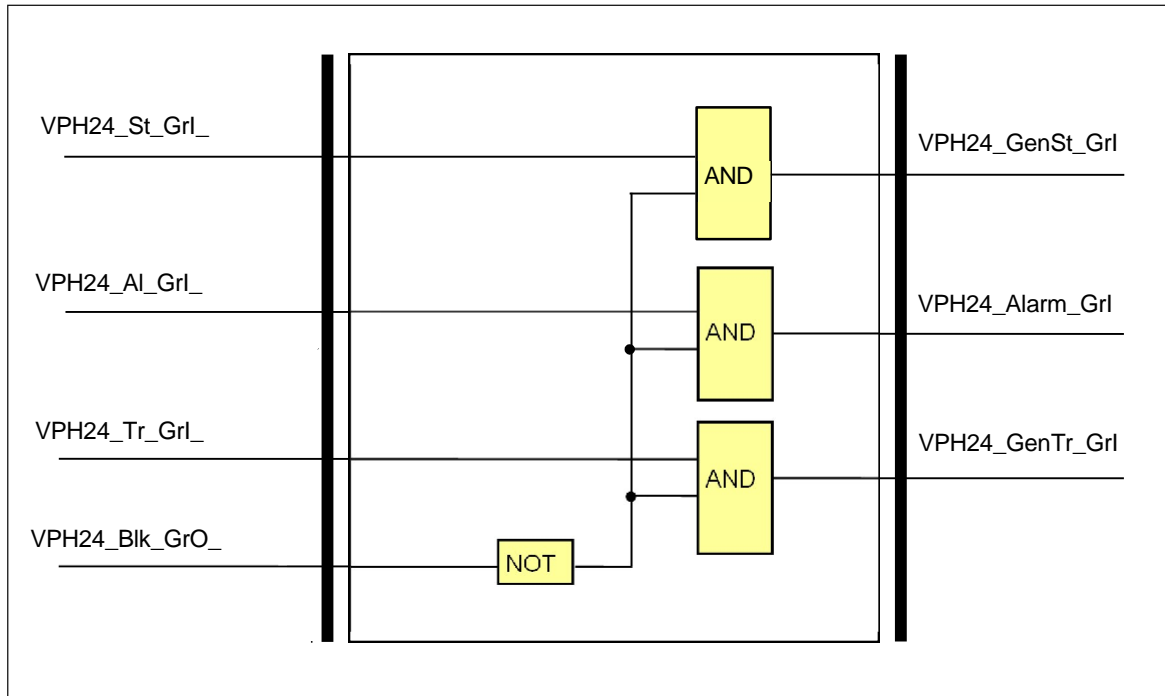 VPH24_St_GrI_
AND
VPH24_GenSt_GrI
VPH24_Al_GrI_
AND
VPH24_Alarm_GrI
VPH24_Tr_GrI_
AND
VPH24_GenTr_GrI
VPH24_Blk_GrO_
NOT